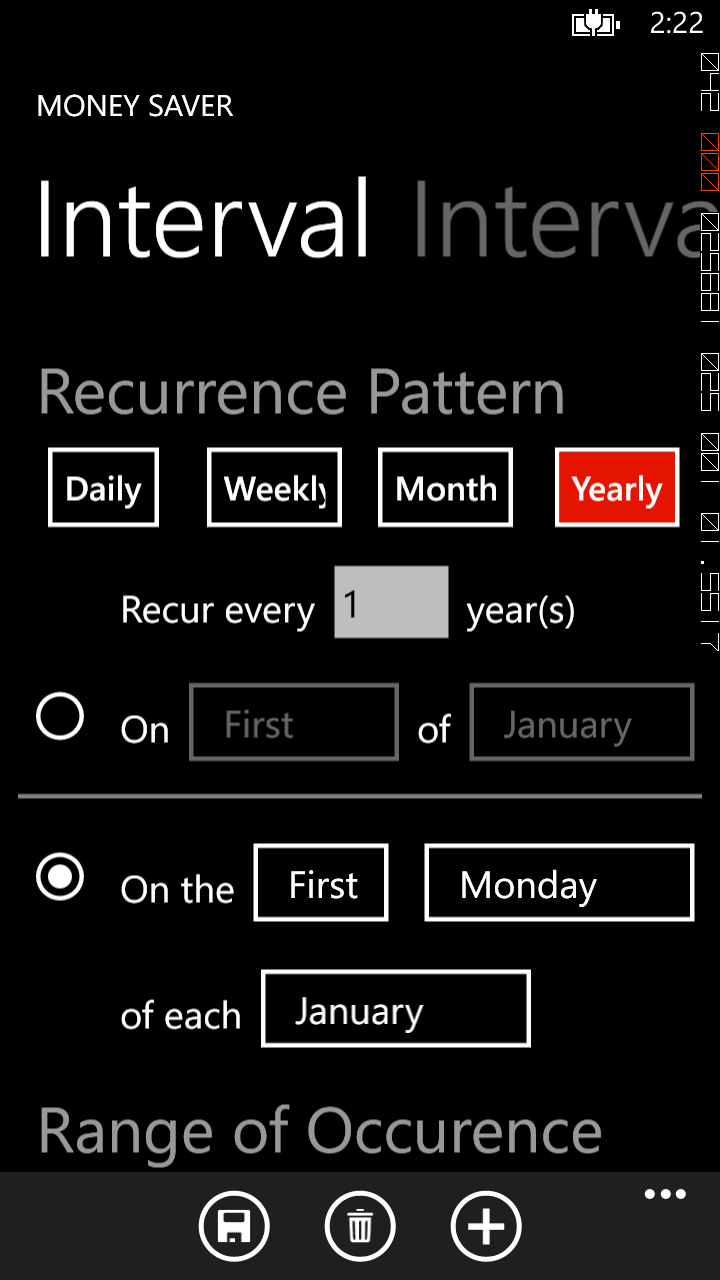 2:22
MONEY SAVER
Interval Interva
Recurrence Pattern
Daily Weekly Month Yearly
Recur every 1 year(s)
On First of January
On the First Monday
of each January
Range of Occurence